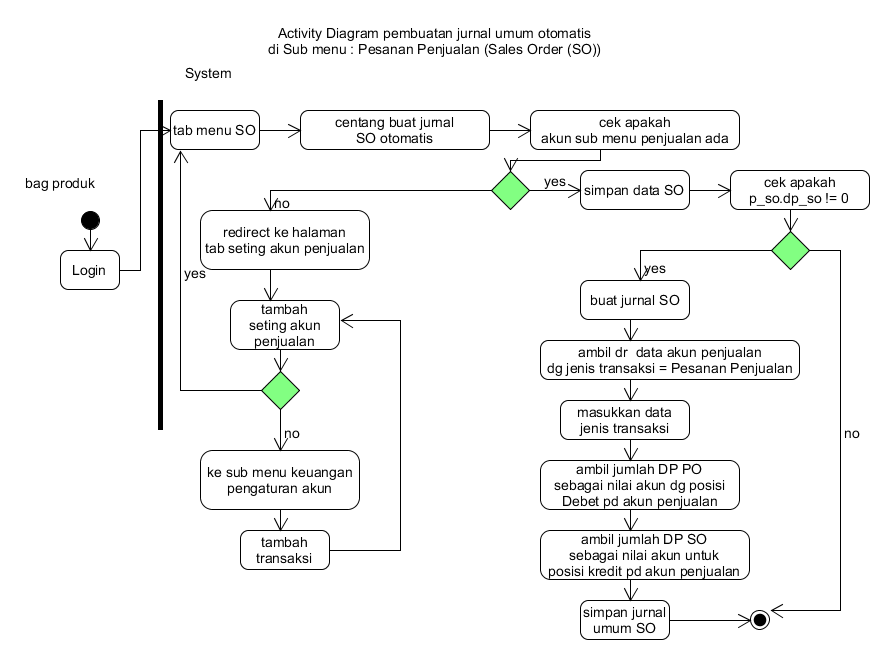 Activity Diagram pembuatan jurnal umum otomatis
di Sub menu : Pesanan Penjualan (Sales Order (SO))
System
bag produk
Login
tab menu SO
centang buat jurnal
SO otomatis
cek apakah
akun sub menu penjualan ada
yes
simpan data SO
cek apakah
p_so.dp_so != 0
no
redirect ke halaman
tab seting akun penjualan
tambah
seting akun
penjualan
yes
no
ke sub menu keuangan
pengaturan akun
tambah
transaksi
yes
buat jurnal SO
ambil dr  data akun penjualan
dg jenis transaksi = Pesanan Penjualan
masukkan data
jenis transaksi
ambil jumlah DP PO
sebagai nilai akun dg posisi
Debet pd akun penjualan
ambil jumlah DP SO
sebagai nilai akun untuk
posisi kredit pd akun penjualan
simpan jurnal
umum SO
no